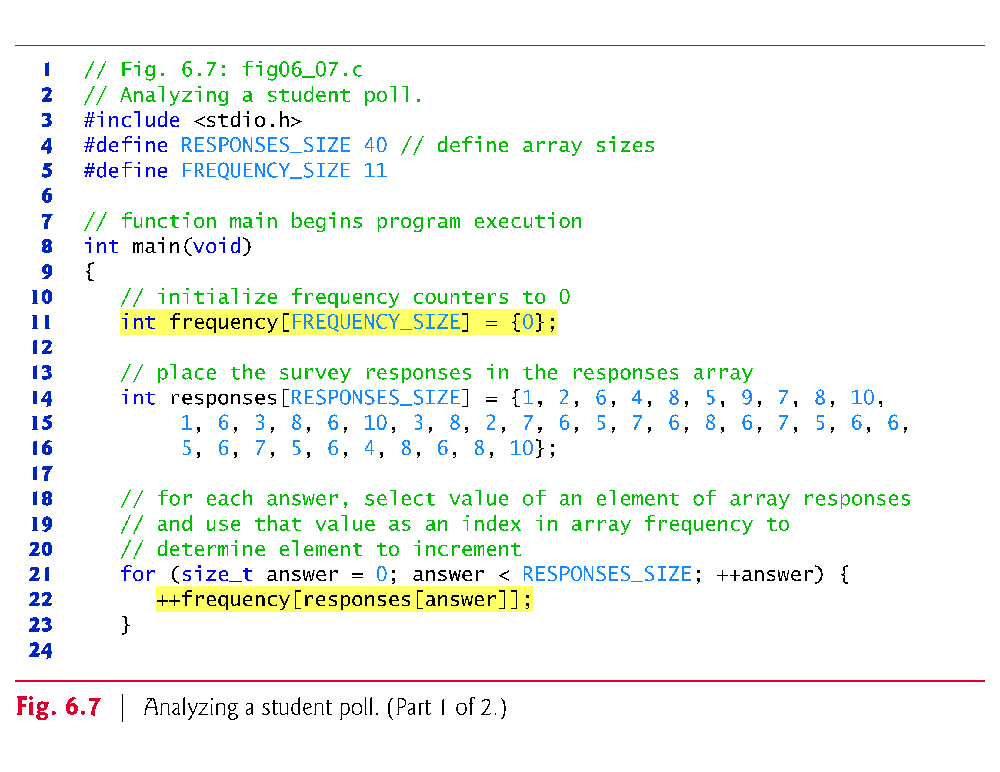 1 // Fig. 6.7: fig06_07.c
2 // Analyzing a student poll.
3 #include <stdio.h>
4 #define RESPONSES_SIZE 40 // define array sizes
5 #define FREQUENCY_SIZE 11
6
7 // function main begins program execution
8 int main(void)
9 {
10    // initialize frequency counters to 0
11    int frequency[FREQUENCY_SIZE] = {0};
12
13    // place the survey responses in the responses array
14    int responses[RESPONSES_SIZE] = {1, 2, 6, 4, 8, 5, 9, 7, 8, 10,
15         1, 6, 3, 8, 6, 10, 3, 8, 2, 7, 6, 5, 7, 6, 8, 6, 7, 5, 6, 6,
16         5, 6, 7, 5, 6, 4, 8, 6, 8, 10};
17
18    // for each answer, select value of an element of array responses
19    // and use that value as an index in array frequency to
20    // determine element to increment
21    for (size_t answer = 0; answer < RESPONSES_SIZE; ++answer) {
22       ++frequency[responses[answer]];
23    }
24
Fig. 6.7 | Analyzing a student poll. (Part 1 of 2.)